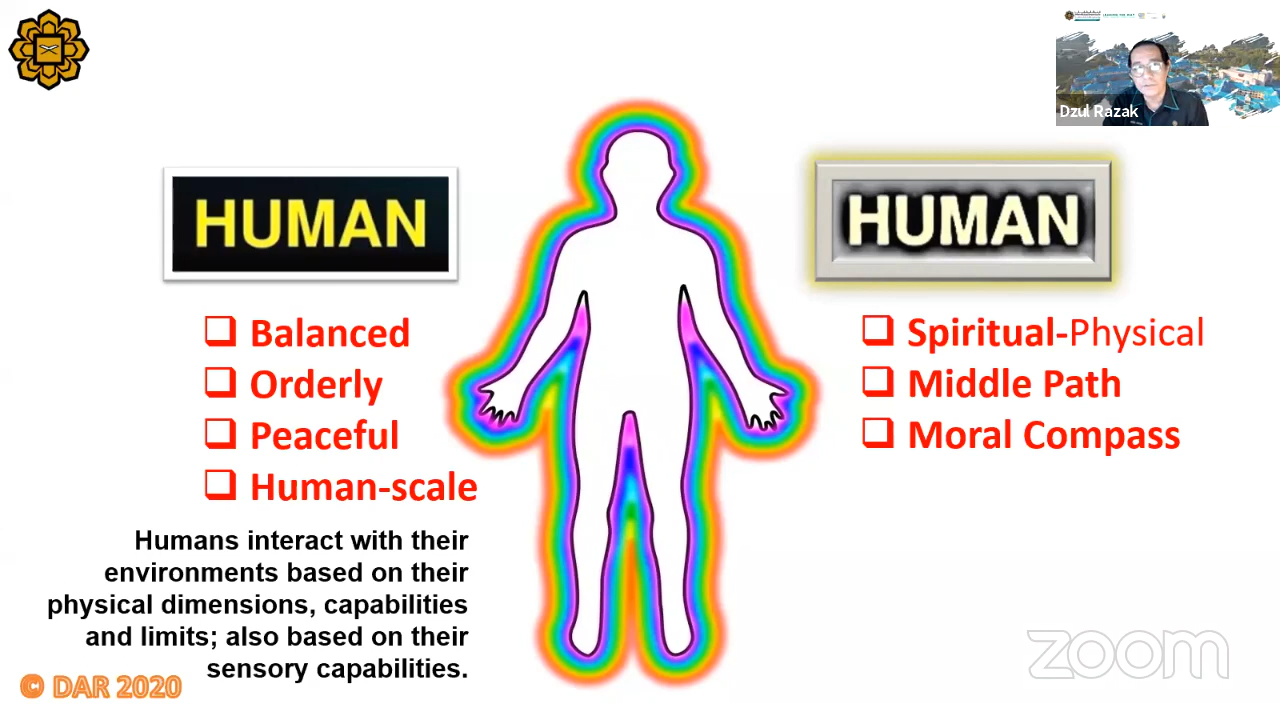 Dzul Razak
HUMAN
❑ Balanced
❑ Orderly
❑ Peaceful
❑ Human-scale
Humans interact with their
environments based on their
physical dimensions, capabilities
and limits; also based on their
sensory capabilities.
© DAR 2020
HUMAN
❑ Spiritual-Physical
❑ Middle Path
❑ Moral Compass
zoom